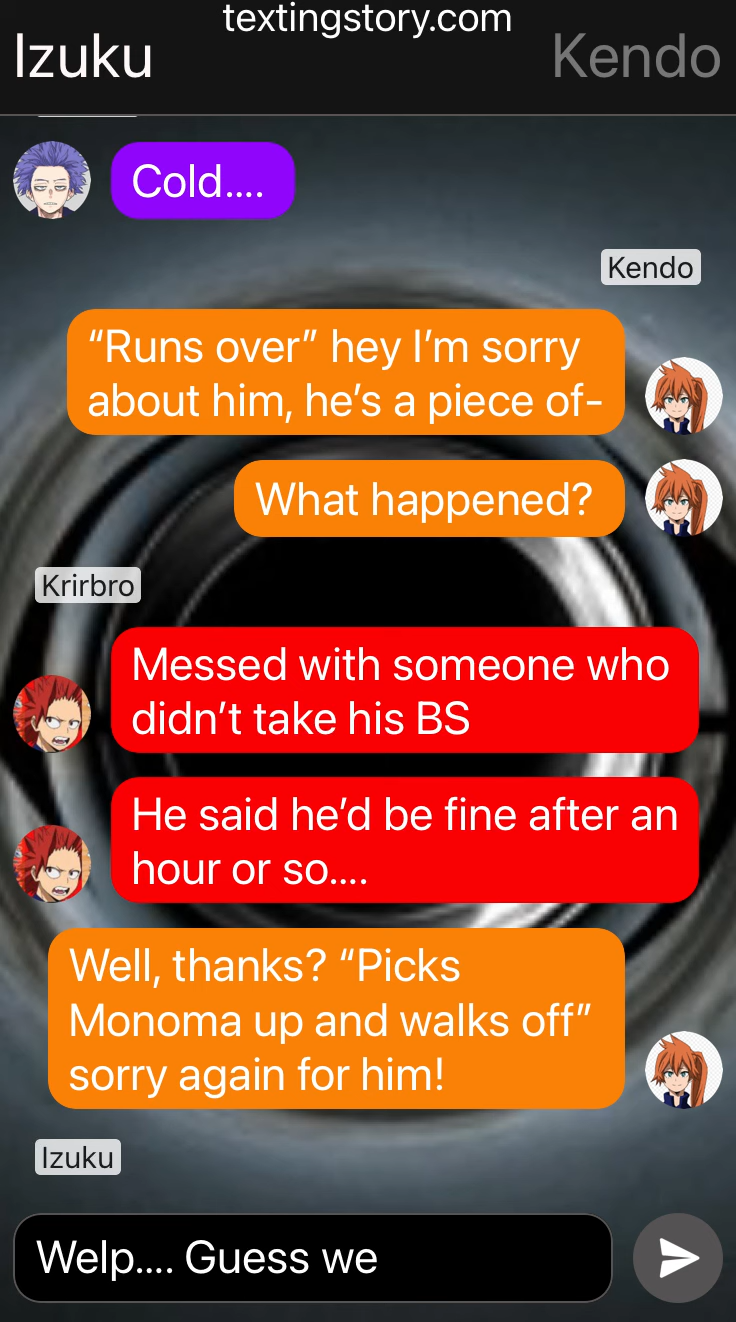 textingstory.com
Izuku
Kendo
Cold....
Kendo
“Runs over” hey I’m sorry
about him, he’s a piece of-
What happened?
Krirbro
Messed with someone who
didn’t take his BS
He said he’d be fine after an
hour or so....
Well, thanks? “Picks
Monoma up and walks off”
sorry again for him!
Izuku
Welp.... Guess we